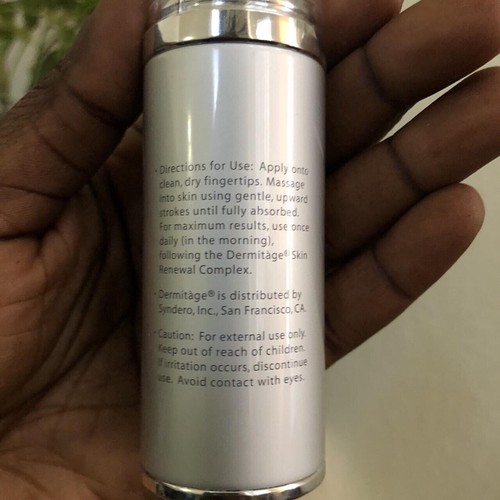 · Directions for Use: Apply onto
clean, dry fingertips. Massage
into skin using gentle, upward
strokes until fully absorbed.
For maximum results, use once
daily (in the morning),
following the Dermitàge® Skin
Renewal Complex.
· Dermitàge® is distributed by
Syndero, Inc., San Francisco, CA.
· Caution: For external use only.
Keep out of reach of children.
If irritation occurs, discontinue
use. Avoid contact with eyes.